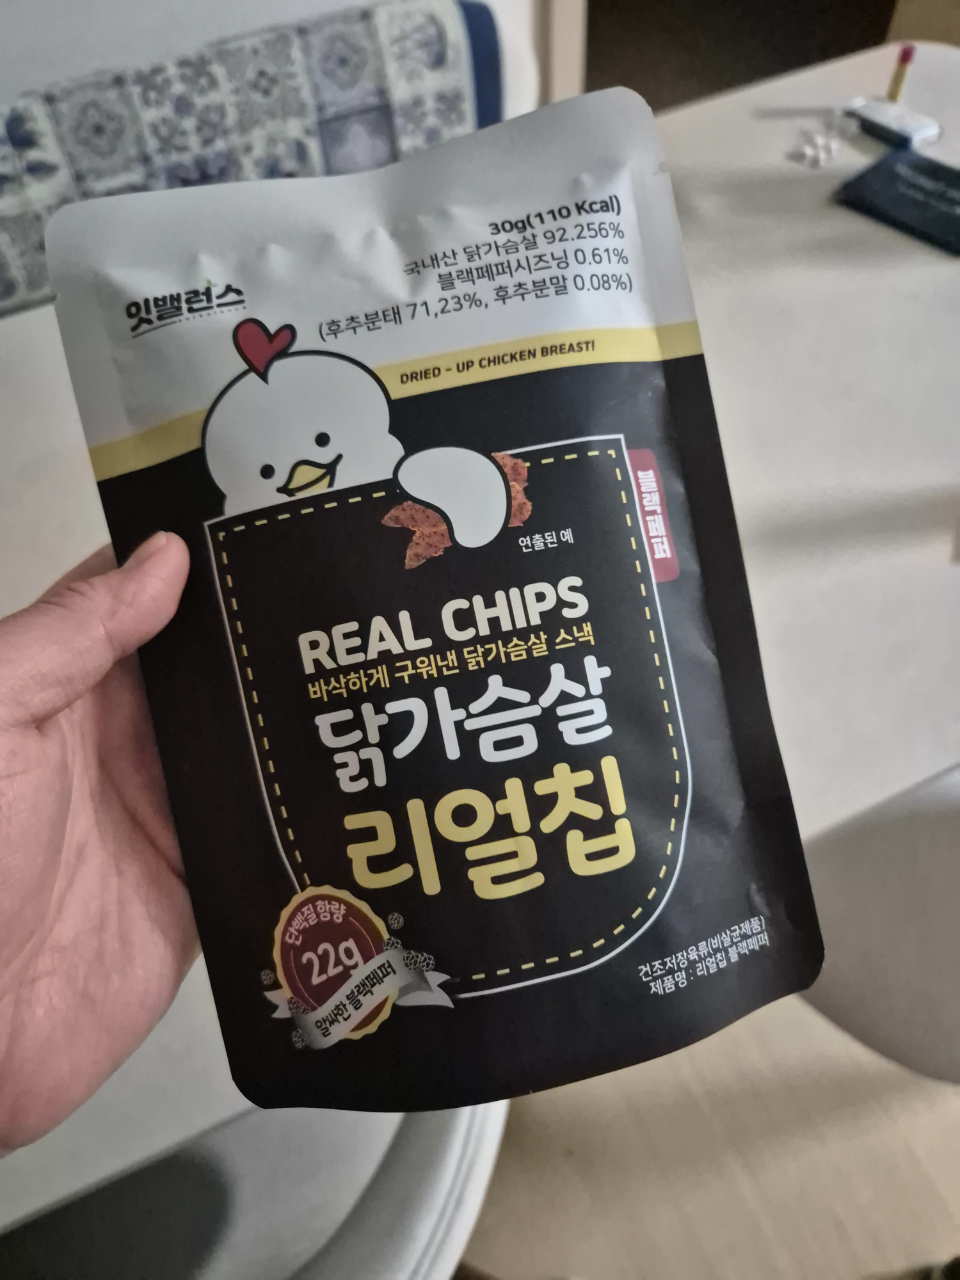 30g(110 Kcal)
국내산 닭가슴살 92.256%
블랙페퍼시즈닝 0.61%
(후추분태 71,23%, 후추분말 0.08%)
잇밸런스
DRIED - UP CHICKEN BREAST!
블랙페퍼
연출된 예
REAL CHIPS
바삭하게 구워낸 닭가슴살 스낵
닭가슴살
리얼칩
단백질 함량
22g
알싸한 블랙페퍼
건조저장육류(비살균제품)
제품명 : 리얼칩 블랙페퍼